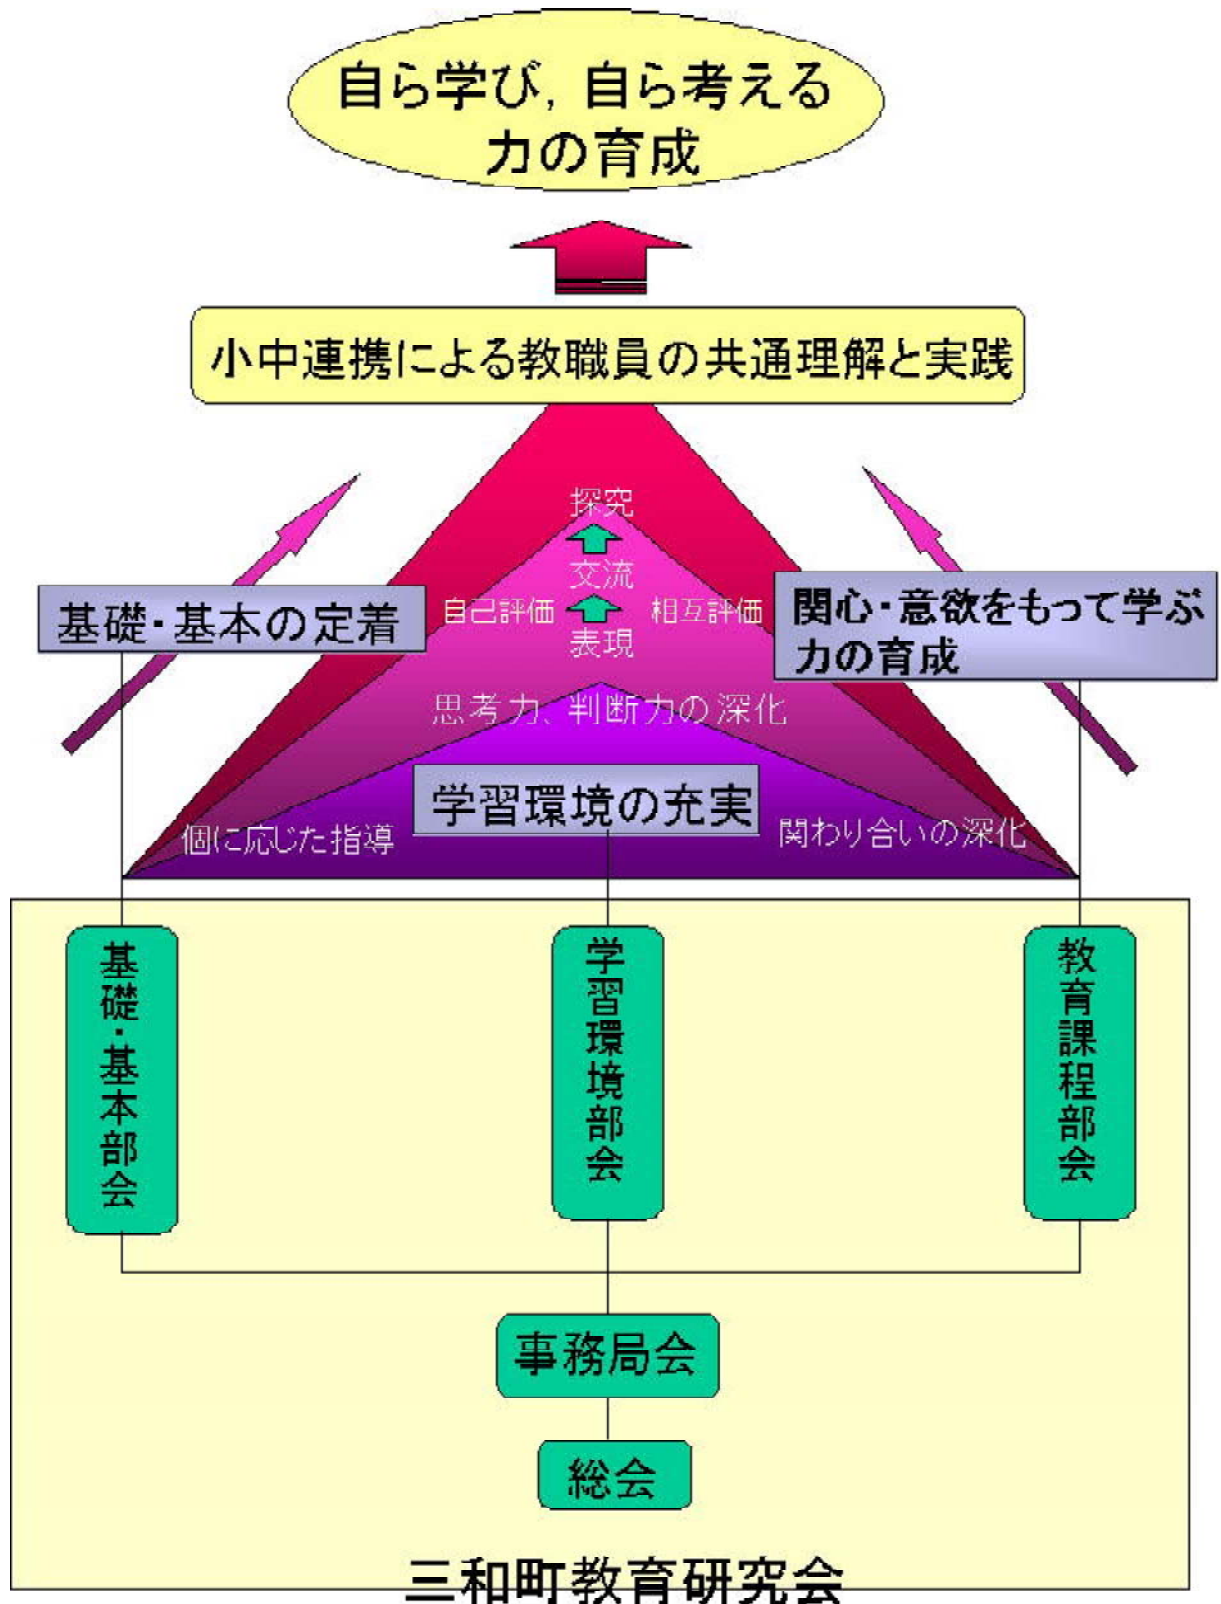 自ら学び，自ら考える
力の育成
小中連携による教職員の共通理解と実践
探究
交流
自己評価
相互評価
表現
基礎・基本の定着
関心・意欲をもって学ぶ
力の育成
思考力、判断力の深化
学習環境の充実
個に応じた指導
関わり合いの深化
基礎・基本部会
学習環境部会
教育課程部会
事務局会
総会
三和町教育研究会